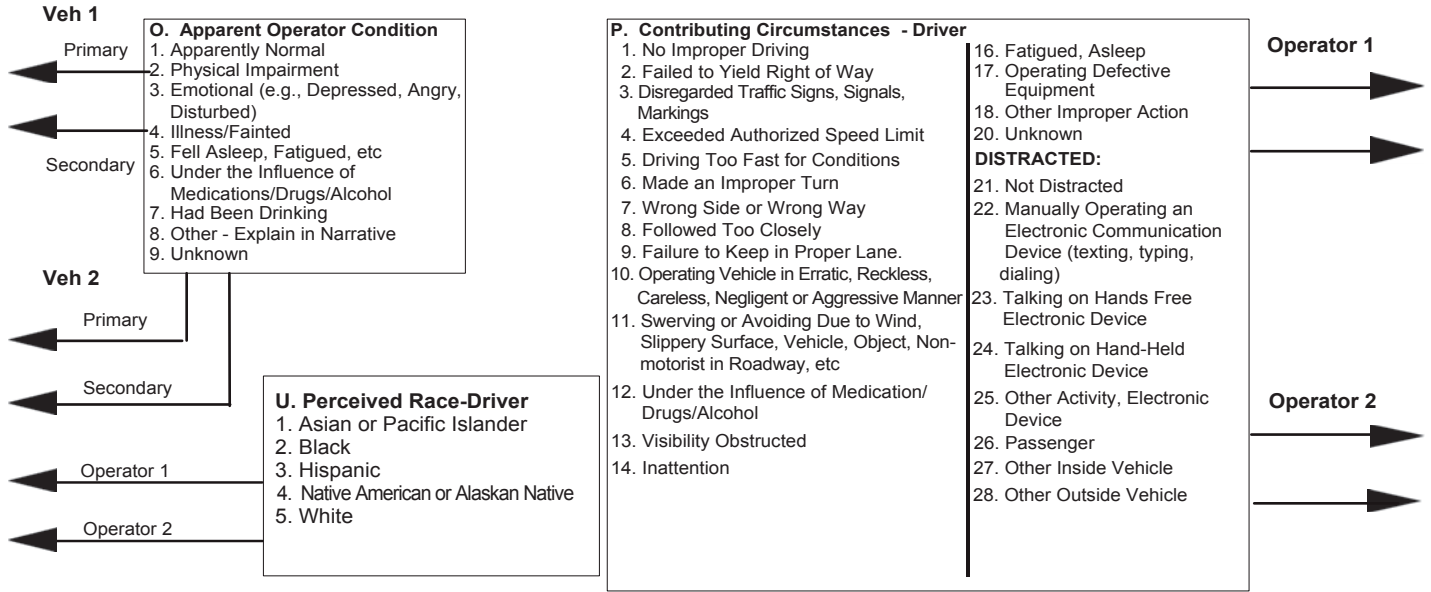 Veh 1
Primary
Secondary
O. Apparent Operator Condition
1. Apparently Normal
2. Physical Impairment
3. Emotional (e.g., Depressed, Angry,
Disturbed)
4. Illness/Fainted
5. Fell Asleep, Fatigued, etc
6. Under the Influence of
Medications/Drugs/Alcohol
7. Had Been Drinking
8. Other - Explain in Narrative
9. Unknown
Veh 2
Primary
Secondary
Operator 1
Operator 2
U. Perceived Race-Driver
1. Asian or Pacific Islander
2. Black
3. Hispanic
4. Native American or Alaskan Native
5. White
P. Contributing Circumstances - Driver
1. No Improper Driving
2. Failed to Yield Right of Way
3. Disregarded Traffic Signs, Signals,
Markings
4. Exceeded Authorized Speed Limit
5. Driving Too Fast for Conditions
6. Made an Improper Turn
7. Wrong Side or Wrong Way
8. Followed Too Closely
9. Failure to Keep in Proper Lane.
10. Operating Vehicle in Erratic, Reckless,
Careless, Negligent or Aggressive Manner
11. Swerving or Avoiding Due to Wind,
Slippery Surface, Vehicle, Object, Non-
motorist in Roadway, etc
12. Under the Influence of Medication/
Drugs/Alcohol
13. Visibility Obstructed
14. Inattention
16. Fatigued, Asleep
17. Operating Defective
Equipment
18. Other Improper Action
20. Unknown
DISTRACTED:
21. Not Distracted
22. Manually Operating an
Electronic Communication
Device (texting, typing,
dialing)
23. Talking on Hands Free
Electronic Device
24. Talking on Hand-Held
Electronic Device
25. Other Activity, Electronic
Device
26. Passenger
27. Other Inside Vehicle
28. Other Outside Vehicle
Operator 1
Operator 2